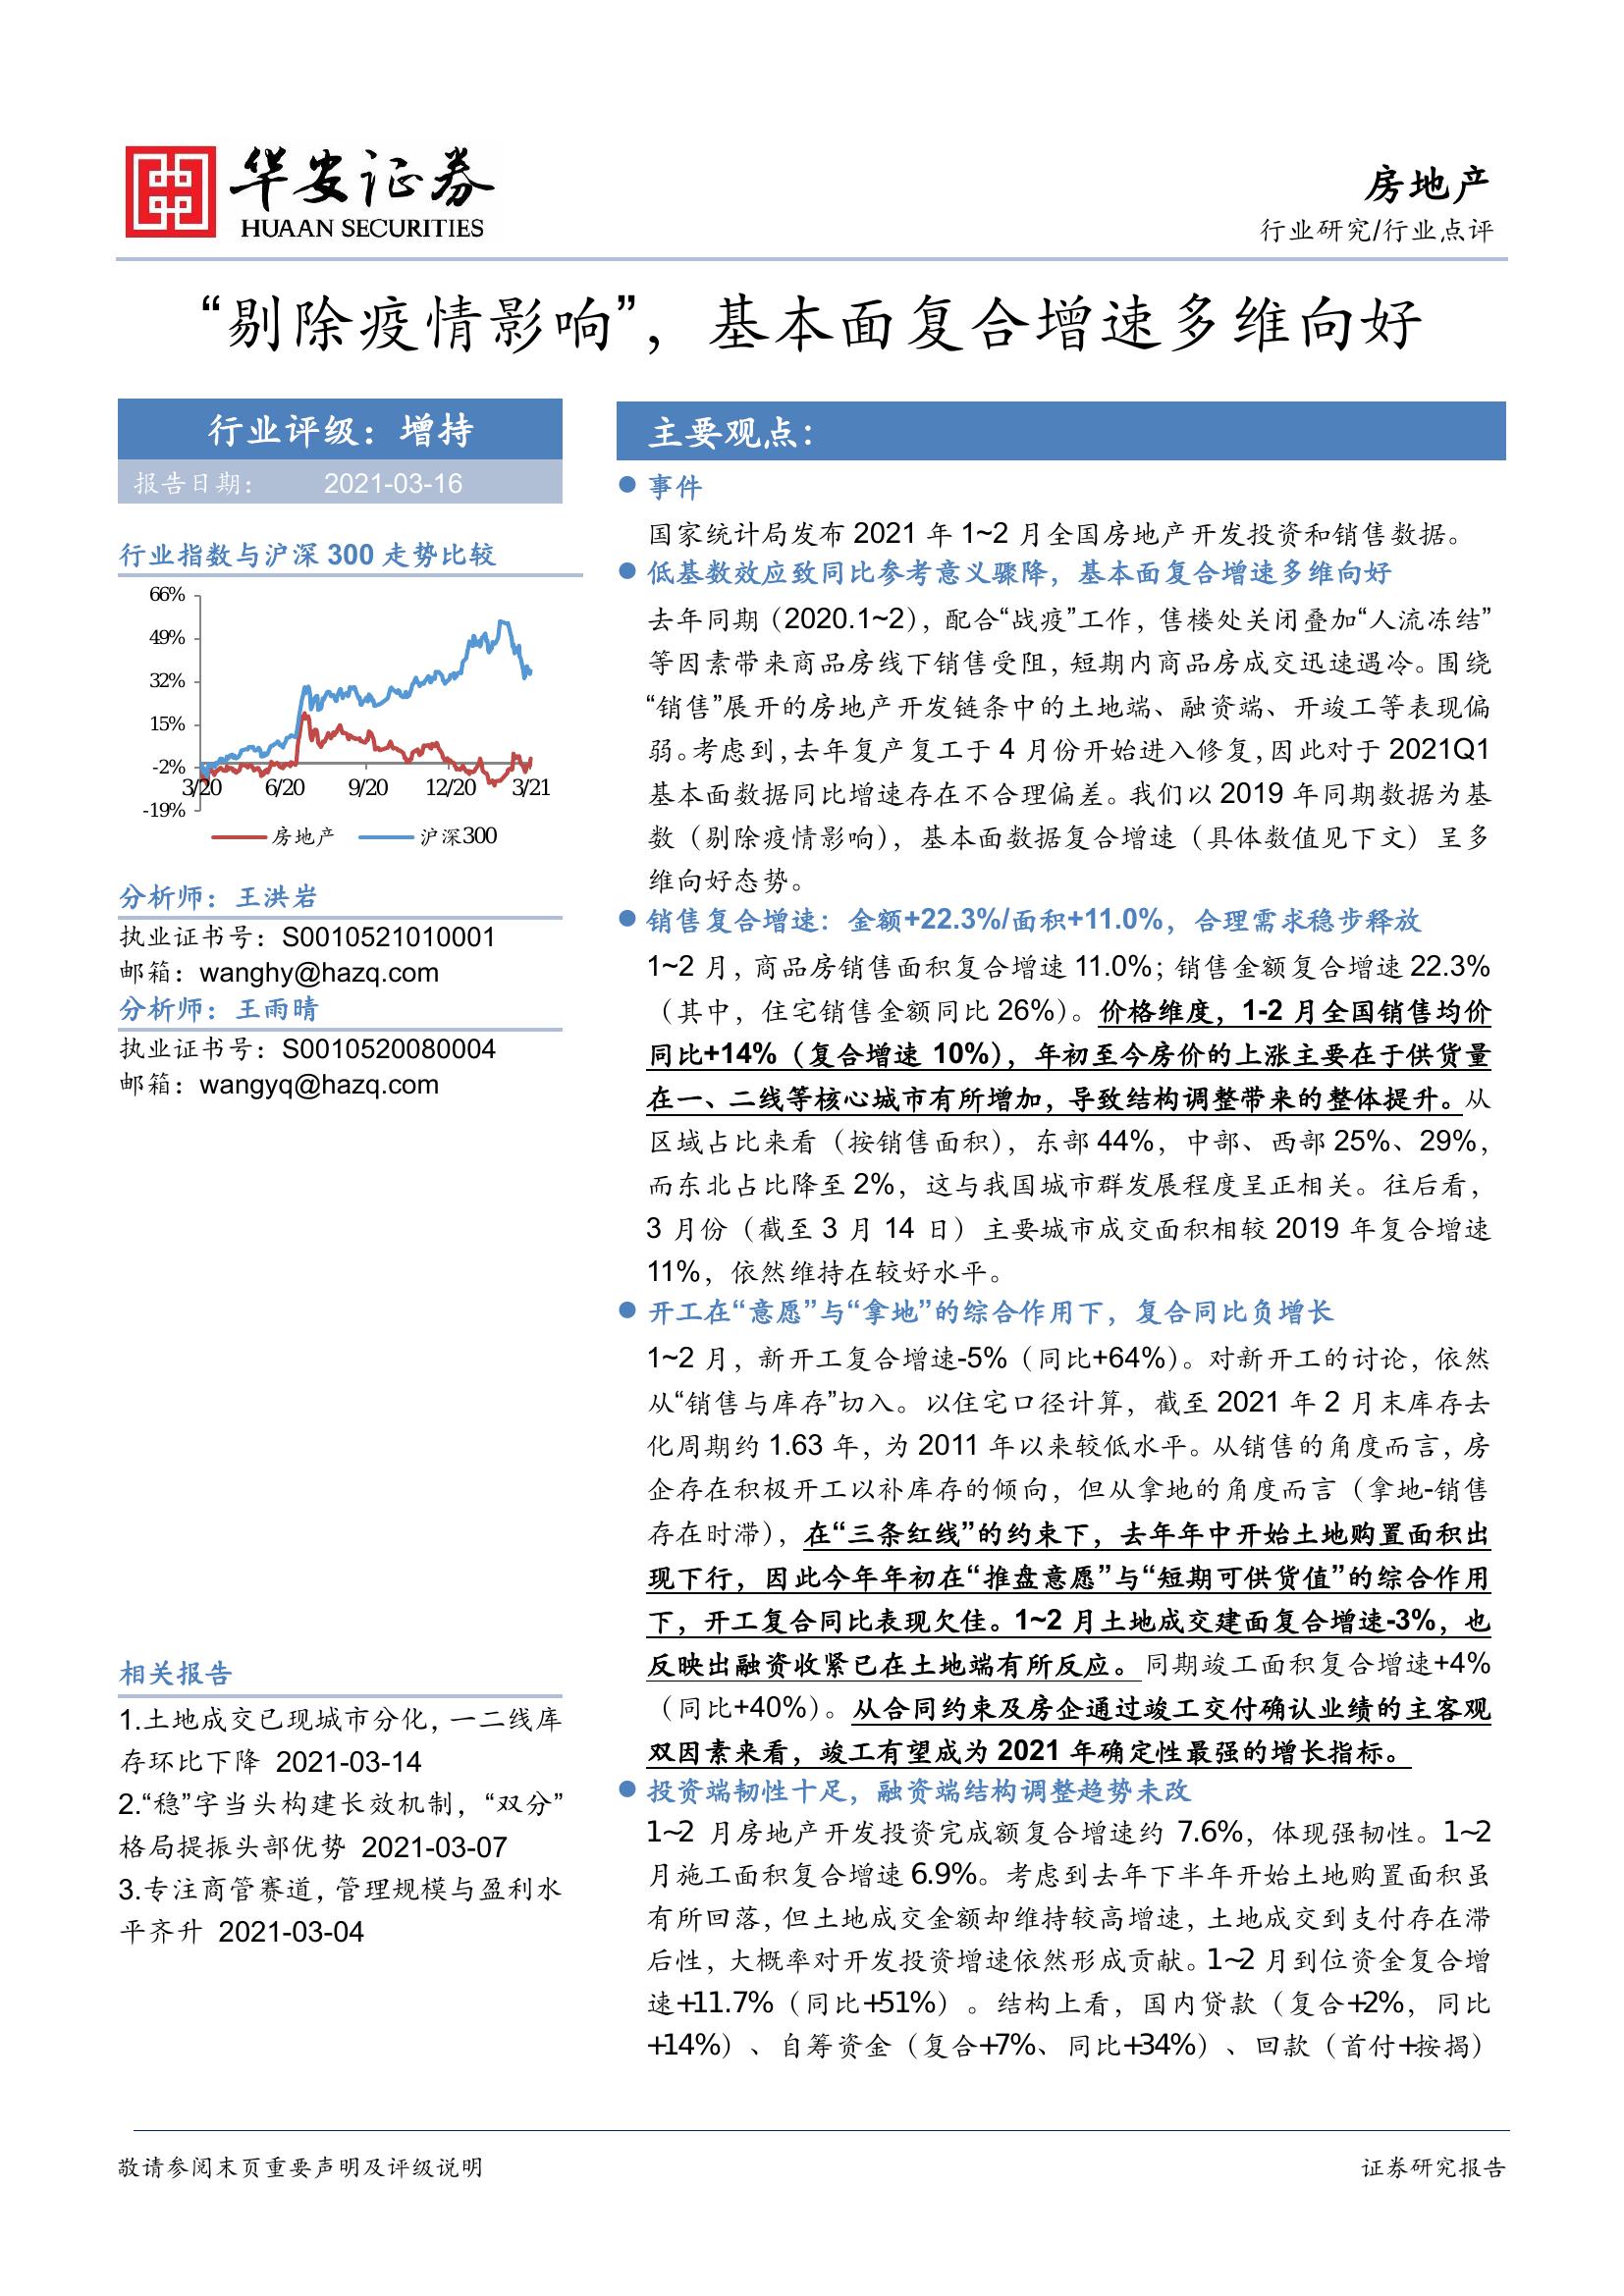 华安证券
HUAAN SECURITIES
房地产
行业研究/行业点评
“剔除疫情影响”，基本面复合增速多维向好
行业评级：增持
报告日期： 2021-03-16
行业指数与沪深 300 走势比较
66%
49%
32%
15%
-2%
-19%
3/20 6/20 9/20 12/20 3/21
房地产 沪深300
分析师：王洪岩
执业证书号：S0010521010001
邮箱：wanghy@hazq.com
分析师：王雨晴
执业证书号：S0010520080004
邮箱：wangyq@hazq.com
相关报告
1.土地成交已现城市分化，一二线库
存环比下降 2021-03-14
2.“稳”字当头构建长效机制，“双分”
格局提振头部优势 2021-03-07
3.专注商管赛道，管理规模与盈利水
平齐升 2021-03-04
主要观点：
● 事件
国家统计局发布 2021 年 1~2 月全国房地产开发投资和销售数据。
● 低基数效应致同比参考意义骤降，基本面复合增速多维向好
去年同期（2020.1~2），配合“战疫”工作，售楼处关闭叠加“人流冻结”
等因素带来商品房线下销售受阻，短期内商品房成交迅速遇冷。围绕
“销售”展开的房地产开发链条中的土地端、融资端、开竣工等表现偏
弱。考虑到，去年复产复工于 4 月份开始进入修复，因此对于 2021Q1
基本面数据同比增速存在不合理偏差。我们以 2019 年同期数据为基
数（剔除疫情影响），基本面数据复合增速（具体数值见下文）呈多
维向好态势。
● 销售复合增速：金额+22.3%/面积+11.0%，合理需求稳步释放
1~2 月，商品房销售面积复合增速 11.0%；销售金额复合增速 22.3%
（其中，住宅销售金额同比 26%）。价格维度，1-2 月全国销售均价
同比+14%（复合增速 10%），年初至今房价的上涨主要在于供货量
在一、二线等核心城市有所增加，导致结构调整带来的整体提升。从
区域占比来看（按销售面积），东部 44%，中部、西部 25%、29%，
而东北占比降至 2%，这与我国城市群发展程度呈正相关。往后看，
3 月份（截至 3 月 14 日）主要城市成交面积相较 2019 年复合增速
11%，依然维持在较好水平。
● 开工在“意愿”与“拿地”的综合作用下，复合同比负增长
1~2 月，新开工复合增速-5%（同比+64%）。对新开工的讨论，依然
从“销售与库存”切入。以住宅口径计算，截至 2021 年 2 月末库存去
化周期约 1.63 年，为 2011 年以来较低水平。从销售的角度而言，房
企存在积极开工以补库存的倾向，但从拿地的角度而言（拿地-销售
存在时滞），在“三条红线”的约束下，去年年中开始土地购置面积出
现下行，因此今年年初在“推盘意愿”与“短期可供货值”的综合作用
下，开工复合同比表现欠佳。1~2 月土地成交建面复合增速-3%，也
反映出融资收紧已在土地端有所反应。同期竣工面积复合增速+4%
（同比+40%）。从合同约束及房企通过竣工交付确认业绩的主客观
双因素来看，竣工有望成为 2021 年确定性最强的增长指标。
● 投资端韧性十足，融资端结构调整趋势未改
1~2 月房地产开发投资完成额复合增速约 7.6%，体现强韧性。1~2
月施工面积复合增速 6.9%。考虑到去年下半年开始土地购置面积虽
有所回落，但土地成交金额却维持较高增速，土地成交到支付存在滞
后性，大概率对开发投资增速依然形成贡献。1~2 月到位资金复合增
速+11.7%（同比+51%）。结构上看，国内贷款（复合+2%，同比
+14%）、自筹资金（复合+7%、同比+34%）、回款（首付+按揭）
敬请参阅末页重要声明及评级说明
证券研究报告